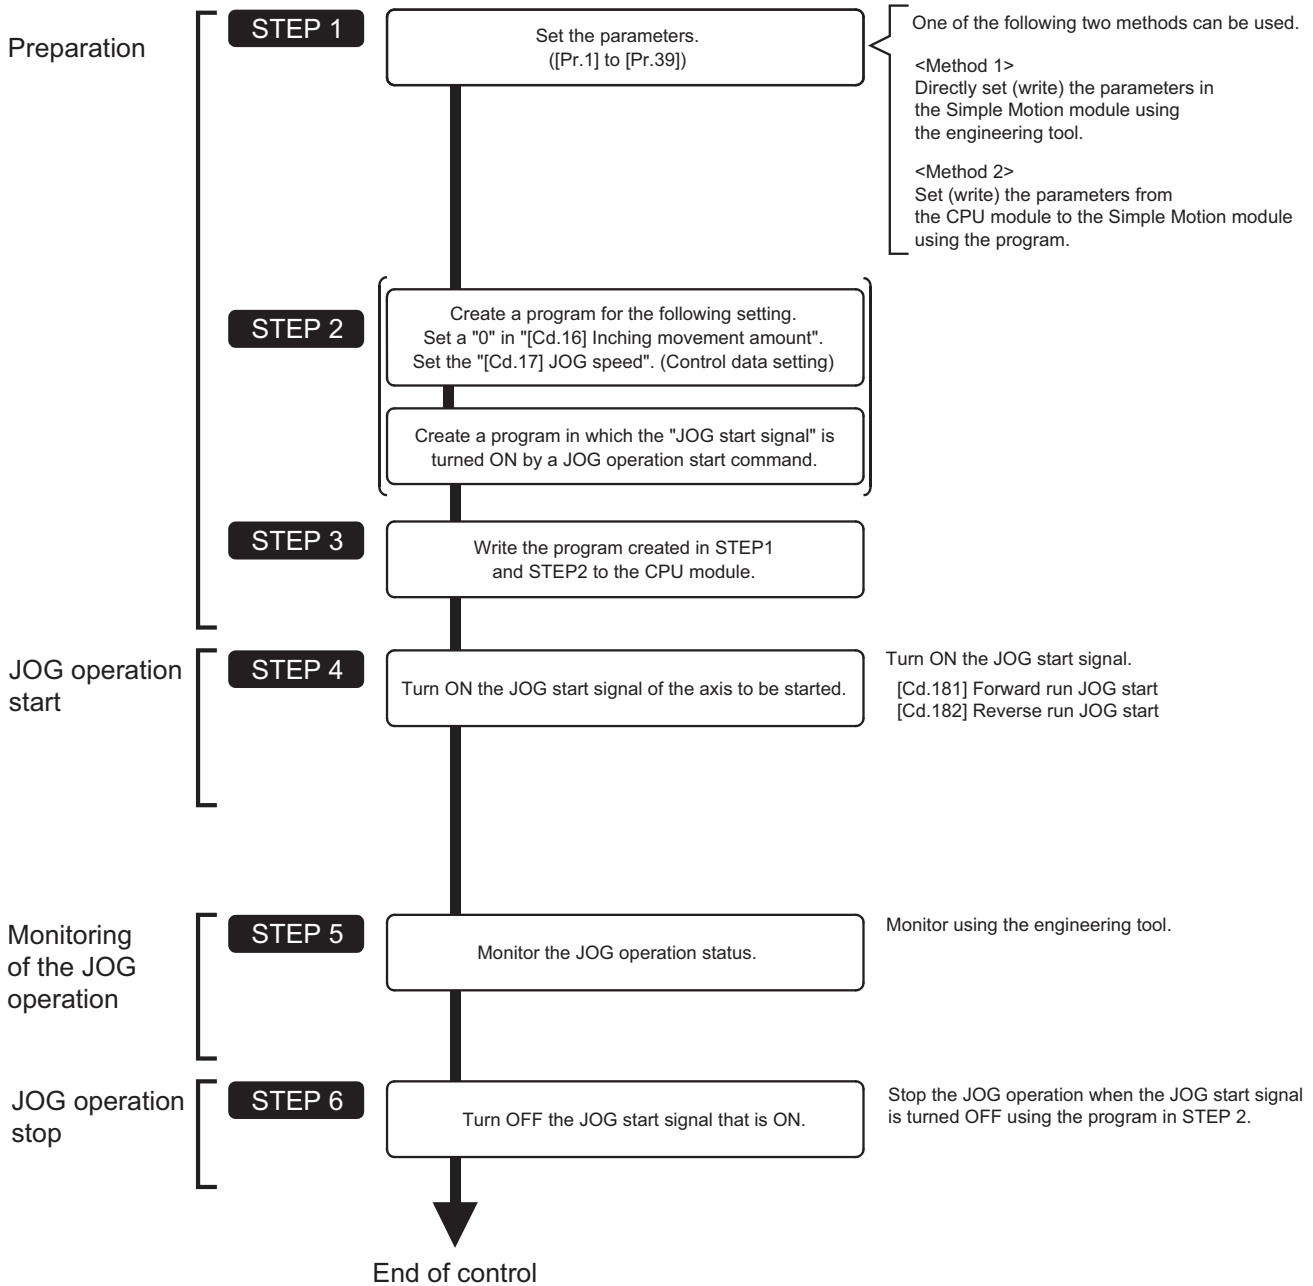 Preparation
STEP 1
Set the parameters.
([Pr.1] to [Pr.39])
One of the following two methods can be used.
<Method 1>
Directly set (write) the parameters in
the Simple Motion module using
the engineering tool.
<Method 2>
Set (write) the parameters from
the CPU module to the Simple Motion module
using the program.
STEP 2
Create a program for the following setting.
Set a "0" in "[Cd.16] Inching movement amount".
Set the "[Cd.17] JOG speed". (Control data setting)
Create a program in which the "JOG start signal" is
turned ON by a JOG operation start command.
STEP 3
Write the program created in STEP1
and STEP2 to the CPU module.
JOG operation
start
STEP 4
Turn ON the JOG start signal of the axis to be started.
Turn ON the JOG start signal.
[Cd.181] Forward run JOG start
[Cd.182] Reverse run JOG start
Monitoring
of the JOG
operation
STEP 5
Monitor the JOG operation status.
Monitor using the engineering tool.
JOG operation
stop
STEP 6
Turn OFF the JOG start signal that is ON.
Stop the JOG operation when the JOG start signal
is turned OFF using the program in STEP 2.
End of control